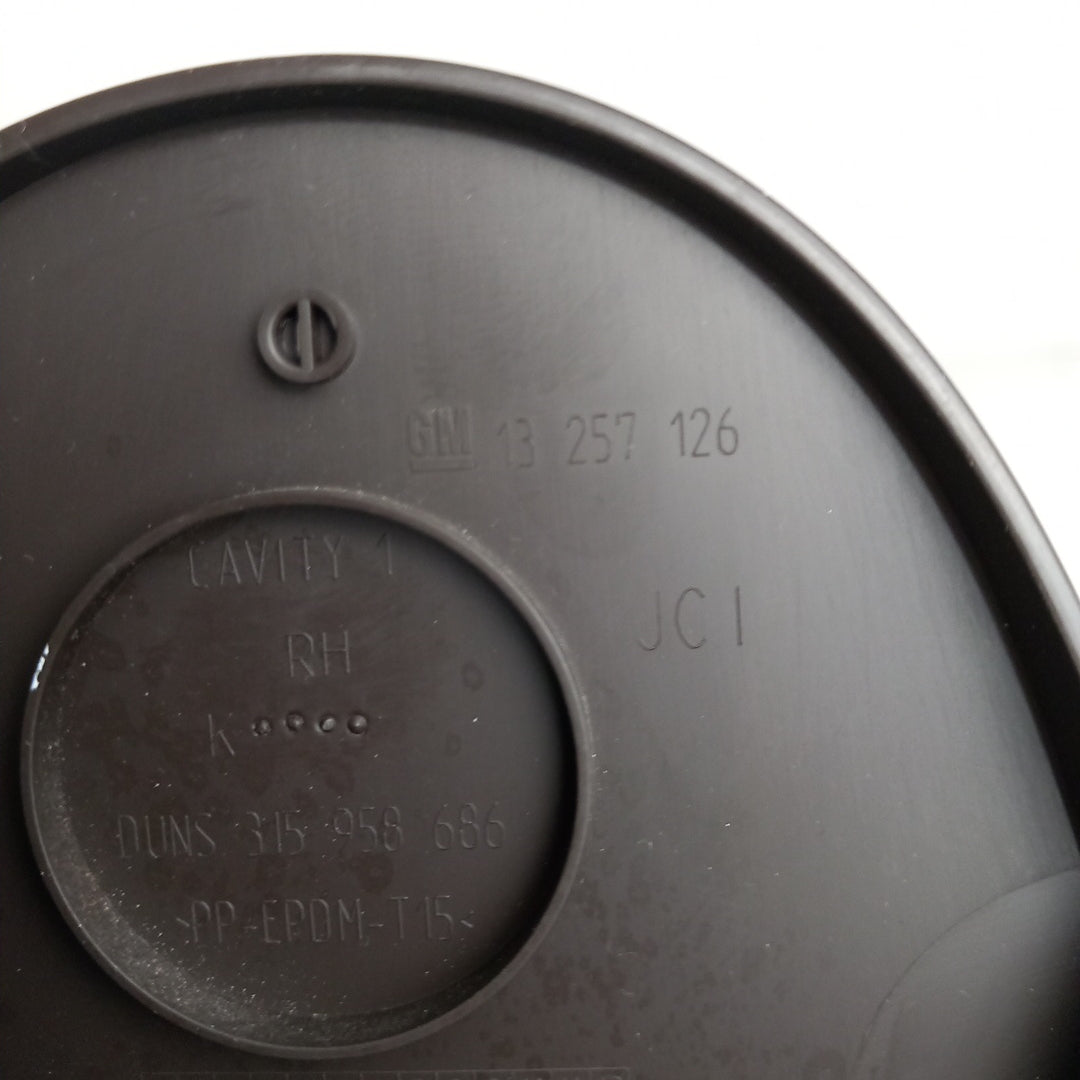 GM 13 257 126
CAVITY 1
JCI
RH
K
DUNS 315 958 686
>PP-EPDM-T15<